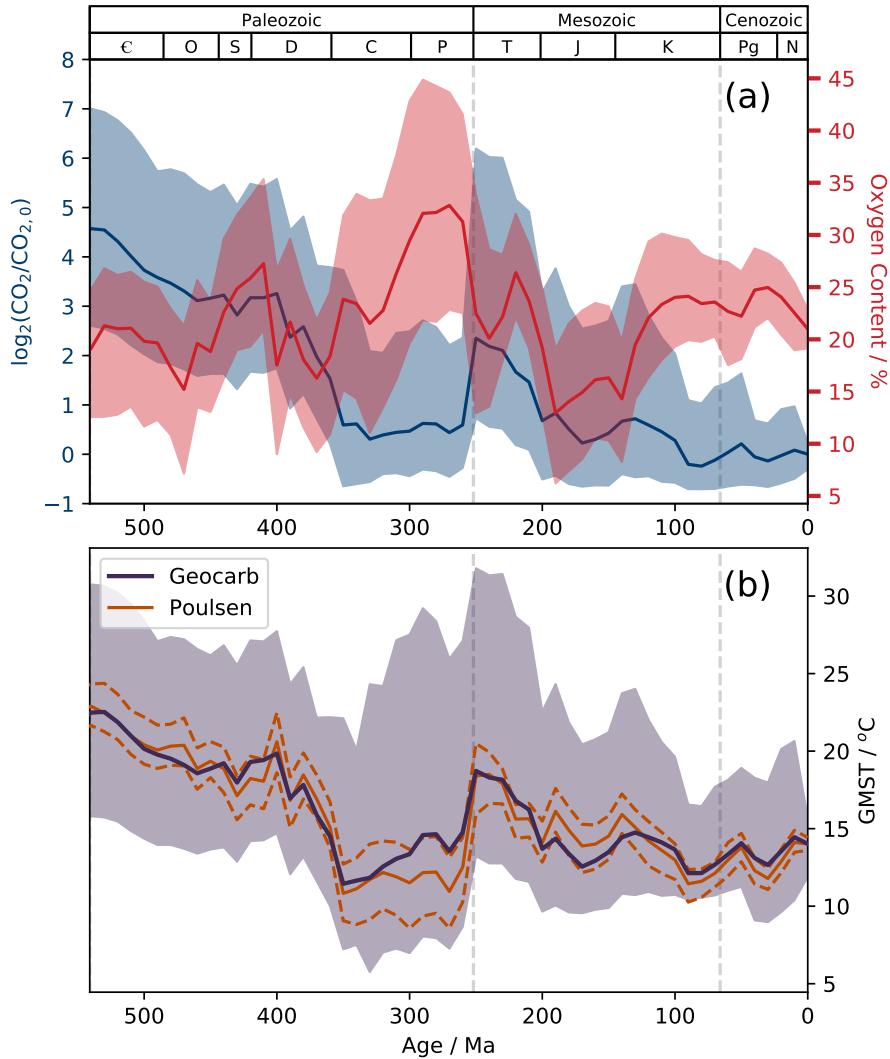 Paleozoic Mesozoic Cenozoic
Є O S D C P T J K Pg N
(a)
log₂(CO₂/CO₂,₀)
8
7
6
5
4
3
2
1
0
−1
Oxygen Content / %
45
40
35
30
25
20
15
10
5
500 400 300 200 100 0
Geocarb
Poulsen
(b)
GMST / °C
30
25
20
15
10
5
500 400 300 200 100 0
Age / Ma